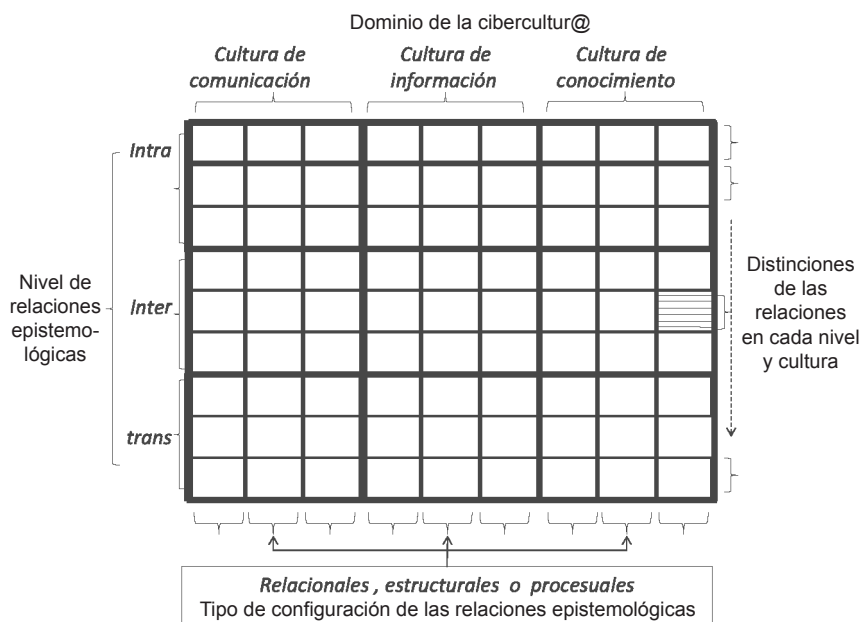 Dominio de la cibercultur@
Cultura de
comunicación
Cultura de
información
Cultura de
conocimiento
Intra
Nivel de
relaciones
epistemo-
lógicas
Inter
trans
Distinciones
de las
relaciones
en cada nivel
y cultura
Relacionales , estructurales o procesuales
Tipo de configuración de las relaciones epistemológicas